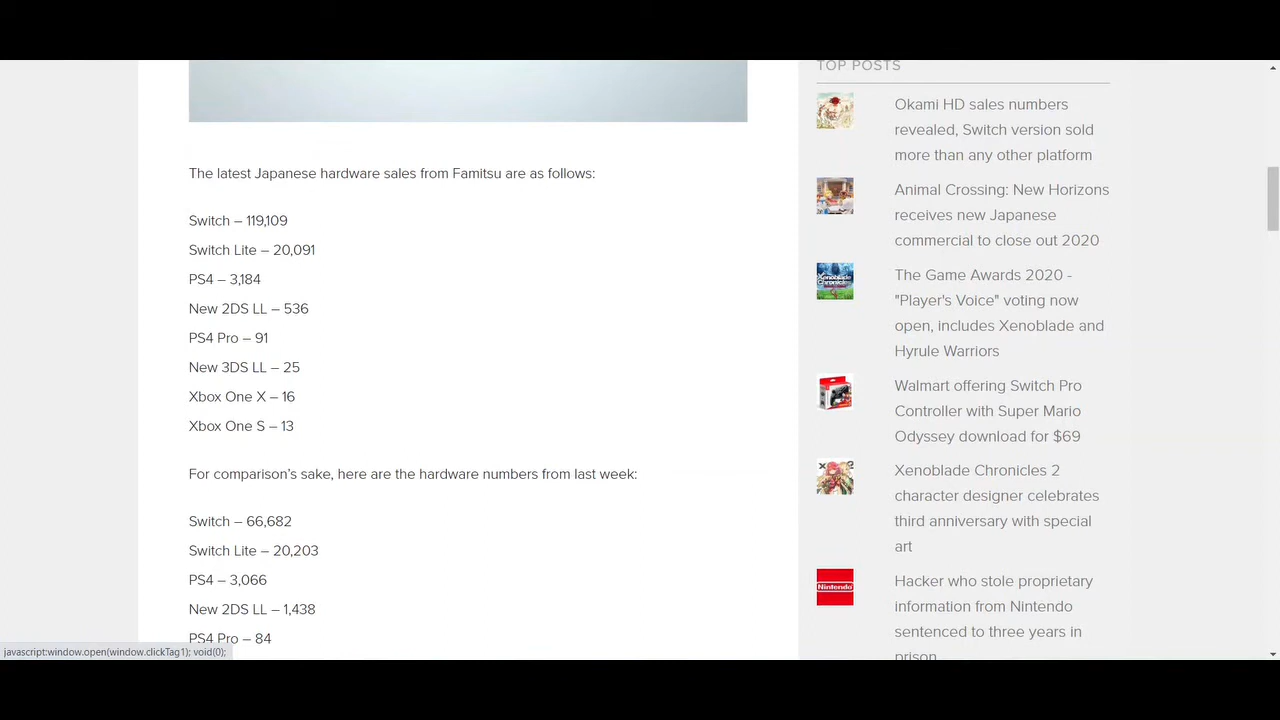 The latest Japanese hardware sales from Famitsu are as follows:
Switch – 119,109
Switch Lite – 20,091
PS4 – 3,184
New 2DS LL – 536
PS4 Pro – 91
New 3DS LL – 25
Xbox One X – 16
Xbox One S – 13
For comparison's sake, here are the hardware numbers from last week:
Switch – 66,682
Switch Lite – 20,203
PS4 – 3,066
New 2DS LL – 1,438
PS4 Pro – 84
javascript:window.open(window.clickTag1); void(0);
TOP POSTS
Okami HD sales numbers
revealed, Switch version sold
more than any other platform
Animal Crossing: New Horizons
receives new Japanese
commercial to close out 2020
The Game Awards 2020 -
"Player's Voice" voting now
open, includes Xenoblade and
Hyrule Warriors
Walmart offering Switch Pro
Controller with Super Mario
Odyssey download for $69
Xenoblade Chronicles 2
character designer celebrates
third anniversary with special
art
Nintendo
Hacker who stole proprietary
information from Nintendo
sentenced to three years in
prison